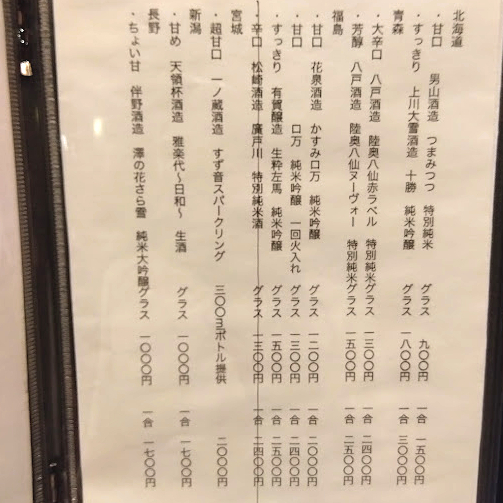 北海道
・甘口　男山酒造　つまみつつ　特別純米　グラス　九〇〇円　一合　一五〇〇円
・すっきり　上川大雪酒造　十勝　純米吟醸　グラス　一八〇〇円　一合　三〇〇〇円
青森
・大辛口　八戸酒造　陸奥八仙赤ラベル　特別純米グラス　一三〇〇円　一合　二四〇〇円
・芳醇　八戸酒造　陸奥八仙ヌーヴォー　特別純米グラス　一五〇〇円　一合　二五〇〇円
福島
・甘口　花泉酒造　かすみロ万　純米吟醸　グラス　一二〇〇円　一合　二〇〇〇円
・甘口　ロ万　純米吟醸　一回火入れ　グラス　一三〇〇円　一合　二四〇〇円
・すっきり　有賀醸造　生粋左馬　純米吟醸　グラス　一五〇〇円　一合　二五〇〇円
・辛口　松崎酒造　廣戸川　特別純米酒　グラス　一三〇〇円　一合　二四〇〇円
宮城
・超甘口　一ノ蔵酒造　すず音スパークリング　三〇〇mlボトル提供　二〇〇〇円
新潟
・甘め　天領杯酒造　雅楽代～日和～　生酒　グラス　一〇〇〇円　一合　一七〇〇円
長野
・ちょい甘　伴野酒造　澤の花さら雪　純米大吟醸グラス　一〇〇〇円　一合　一七〇〇円